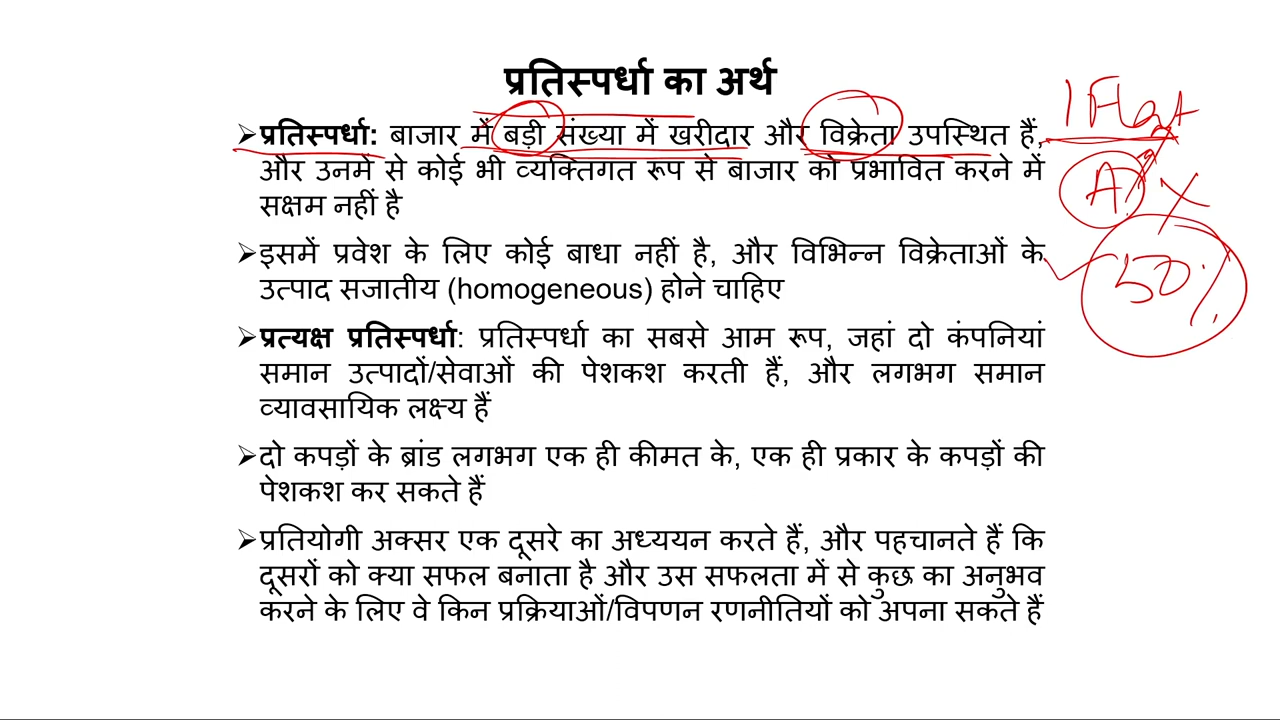 प्रतिस्पर्धा का अर्थ
➢प्रतिस्पर्धा: बाजार में बड़ी संख्या में खरीदार और विक्रेता उपस्थित हैं,
और उनमें से कोई भी व्यक्तिगत रूप से बाजार को प्रभावित करने में
सक्षम नहीं है
➢इसमें प्रवेश के लिए कोई बाधा नहीं है, और विभिन्न विक्रेताओं के
उत्पाद सजातीय (homogeneous) होने चाहिए
➢प्रत्यक्ष प्रतिस्पर्धा: प्रतिस्पर्धा का सबसे आम रूप, जहां दो कंपनियां
समान उत्पादों/सेवाओं की पेशकश करती हैं, और लगभग समान
व्यावसायिक लक्ष्य हैं
➢दो कपड़ों के ब्रांड लगभग एक ही कीमत के, एक ही प्रकार के कपड़ों की
पेशकश कर सकते हैं
➢प्रतियोगी अक्सर एक दूसरे का अध्ययन करते हैं, और पहचानते हैं कि
दूसरों को क्या सफल बनाता है और उस सफलता में से कुछ का अनुभव
करने के लिए वे किन प्रक्रियाओं/विपणन रणनीतियों को अपना सकते हैं
1 Flat
A
50%